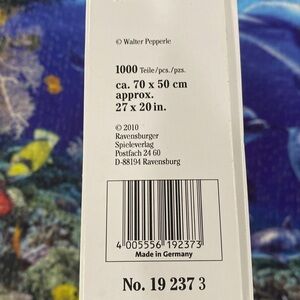 © Walter Pepperle
1000 Teile/pcs./pzs.
ca. 70 x 50 cm
approx.
27 x 20 in.
© 2010
Ravensburger
Spieleverlag
Postfach 24 60
D-88194 Ravensburg
4 005556 192373
Made in Germany
No. 19 237 3